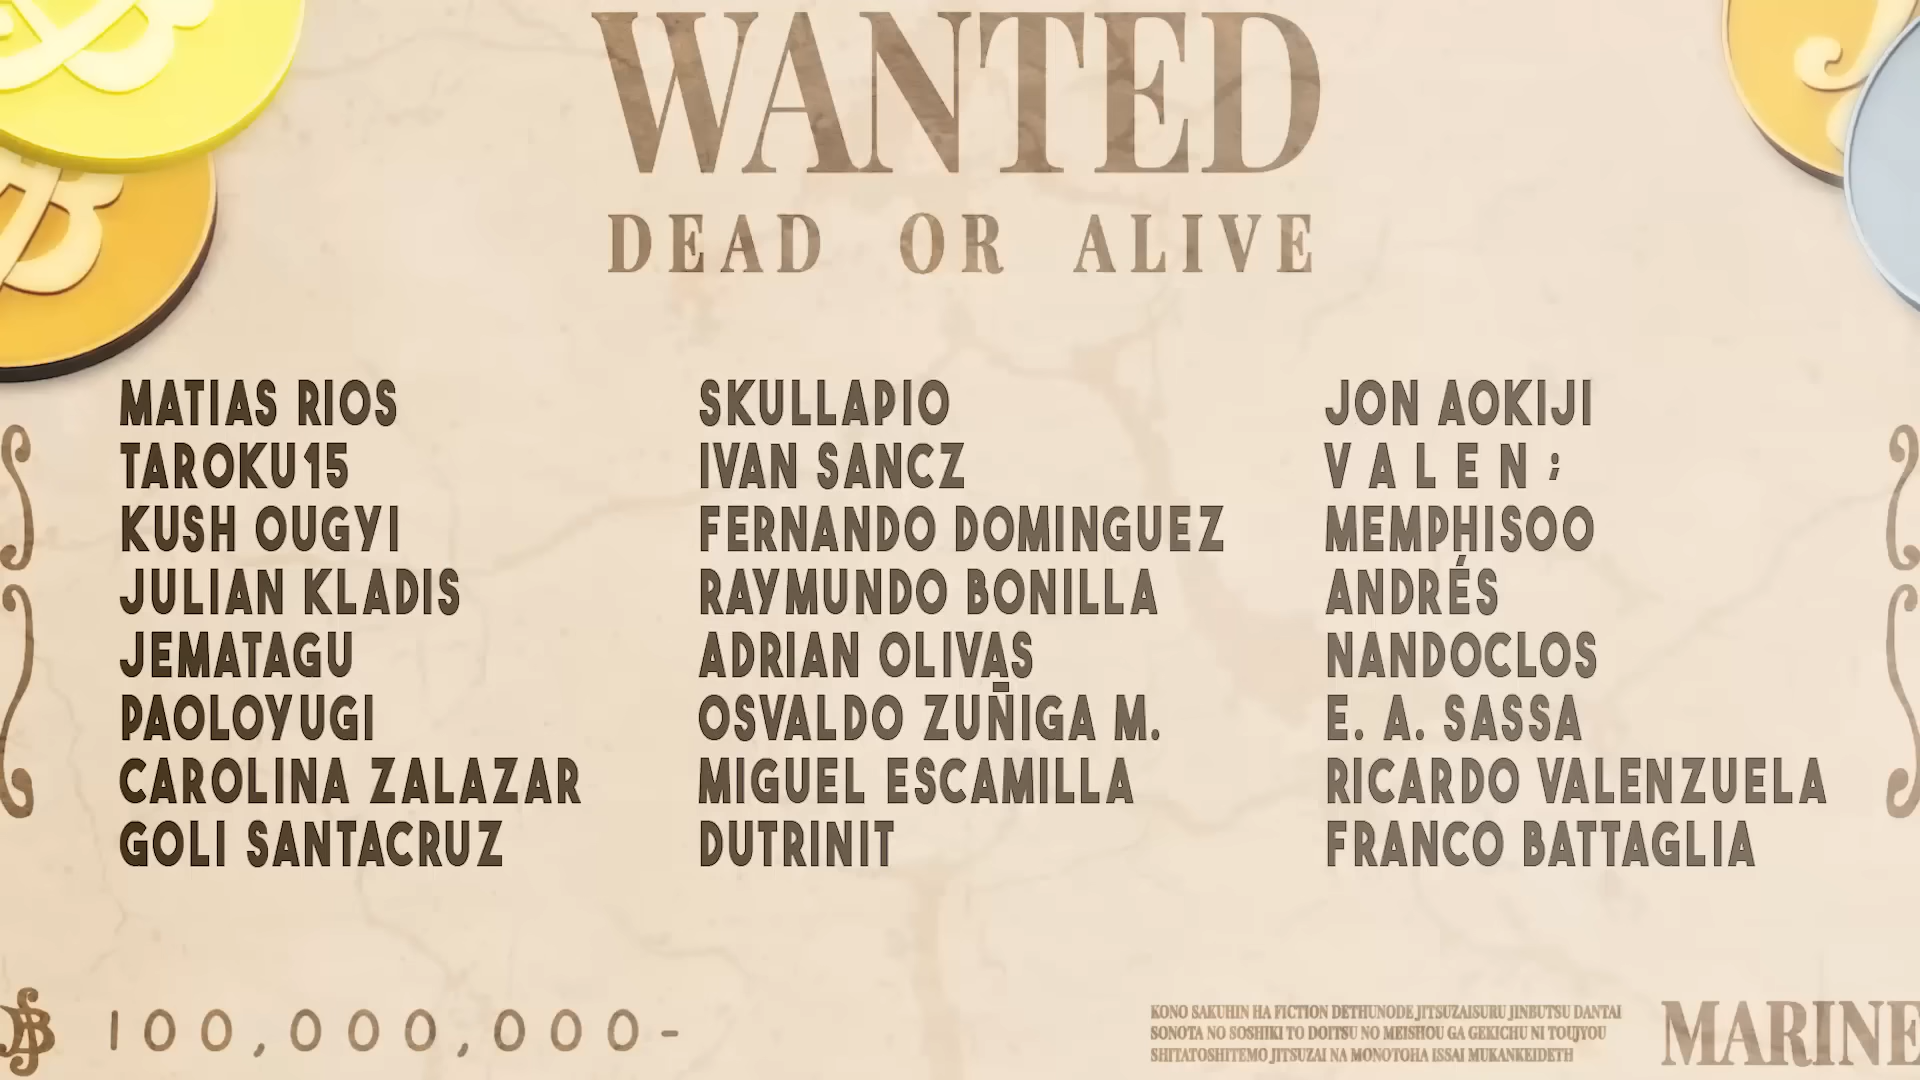 WANTED
DEAD OR ALIVE
MATIAS RIOS
TAROKU15
KUSH OUGYI
JULIAN KLADIS
JEMATAGU
PAOLOYUGI
CAROLINA ZALAZAR
GOLI SANTACRUZ
SKULLAPIO
IVAN SANCZ
FERNANDO DOMINGUEZ
RAYMUNDO BONILLA
ADRIAN OLIVAS
OSVALDO ZUÑIGA M.
MIGUEL ESCAMILLA
DUTRINIT
JON AOKIJI
V A L E N ;
MEMPHISOO
ANDRÉS
NANDOCLOS
E. A. SASSA
RICARDO VALENZUELA
FRANCO BATTAGLIA
100,000,000-
KONO SAKUHIN HA FICTION DETHUNODE JITSUZAISURU JINBUTSU DANTAI
SONOTA NO SOSHIKI TO DOITSU NO MEISHOU GA GEKICHU NI TOUJYOU
SHITATOSHITEMO JITSUZAI NA MONOTOHA ISSAI MUKANKEIDETH
MARINE